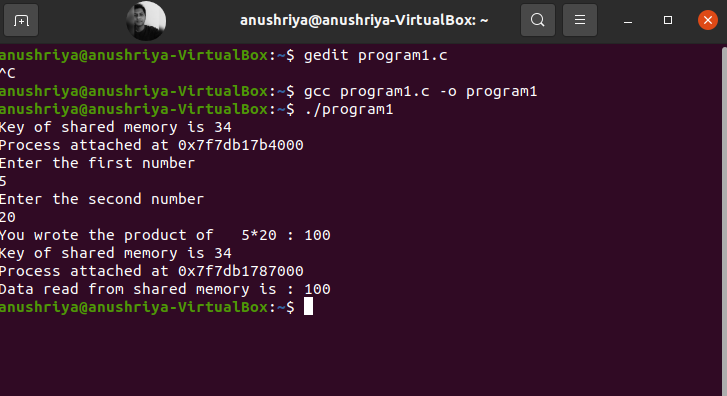 anushriya@anushriya-VirtualBox: ~
anushriya@anushriya-VirtualBox:~$ gedit program1.c
^C
anushriya@anushriya-VirtualBox:~$ gcc program1.c -o program1
anushriya@anushriya-VirtualBox:~$ ./program1
Key of shared memory is 34
Process attached at 0x7f7db17b4000
Enter the first number
5
Enter the second number
20
You wrote the product of   5*20 : 100
Key of shared memory is 34
Process attached at 0x7f7db1787000
Data read from shared memory is : 100
anushriya@anushriya-VirtualBox:~$